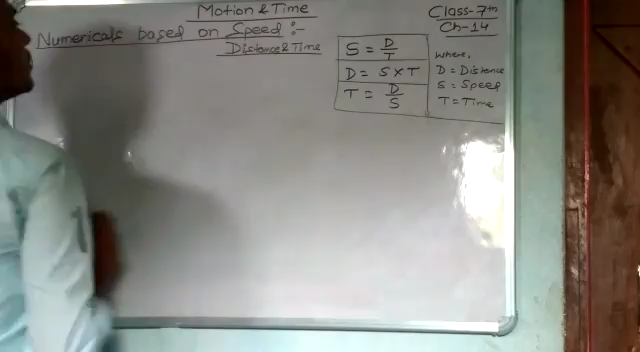 Motion & Time
Class-7th
Ch-14
Numericals based on Speed :-
Distance & Time
S = D/T
D = S × T
T = D/S
where,
D = Distance
S = Speed
T = Time